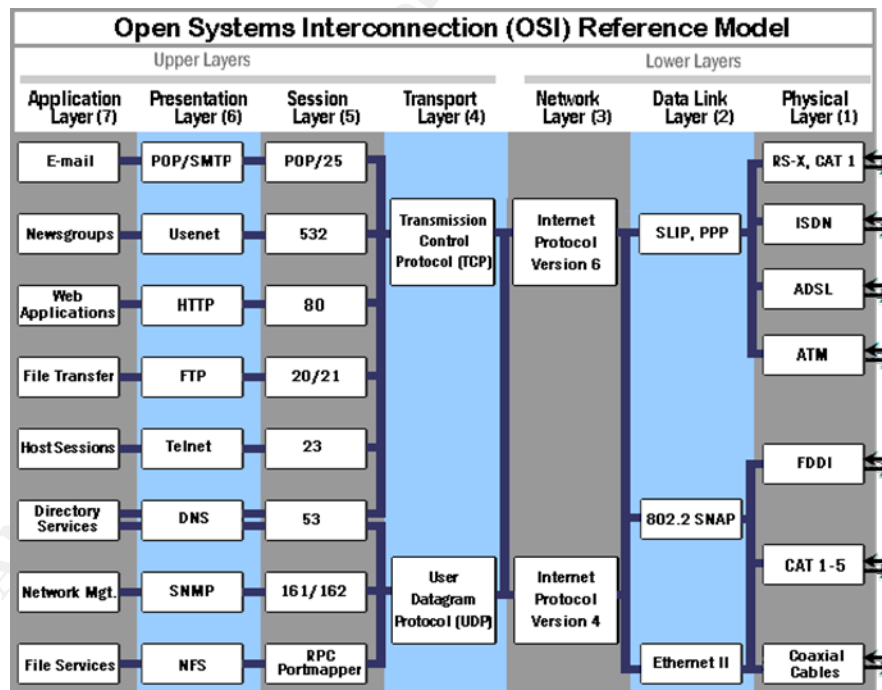 Open Systems Interconnection (OSI) Reference Model
Upper Layers
Lower Layers
Application
Layer (7)
Presentation
Layer (6)
Session
Layer (5)
Transport
Layer (4)
Network
Layer (3)
Data Link
Layer (2)
Physical
Layer (1)
E-mail
POP/SMTP
POP/25
Transmission
Control
Protocol (TCP)
Internet
Protocol
Version 6
SLIP, PPP
RS-X, CAT 1
Newsgroups
Usenet
532
ISDN
Web
Applications
HTTP
80
ADSL
File Transfer
FTP
20/21
ATM
Host Sessions
Telnet
23
FDDI
Directory
Services
DNS
53
802.2 SNAP
Network Mgt.
SNMP
161/162
User
Datagram
Protocol (UDP)
Internet
Protocol
Version 4
CAT 1-5
File Services
NFS
RPC
Portmapper
Ethernet II
Coaxial
Cables